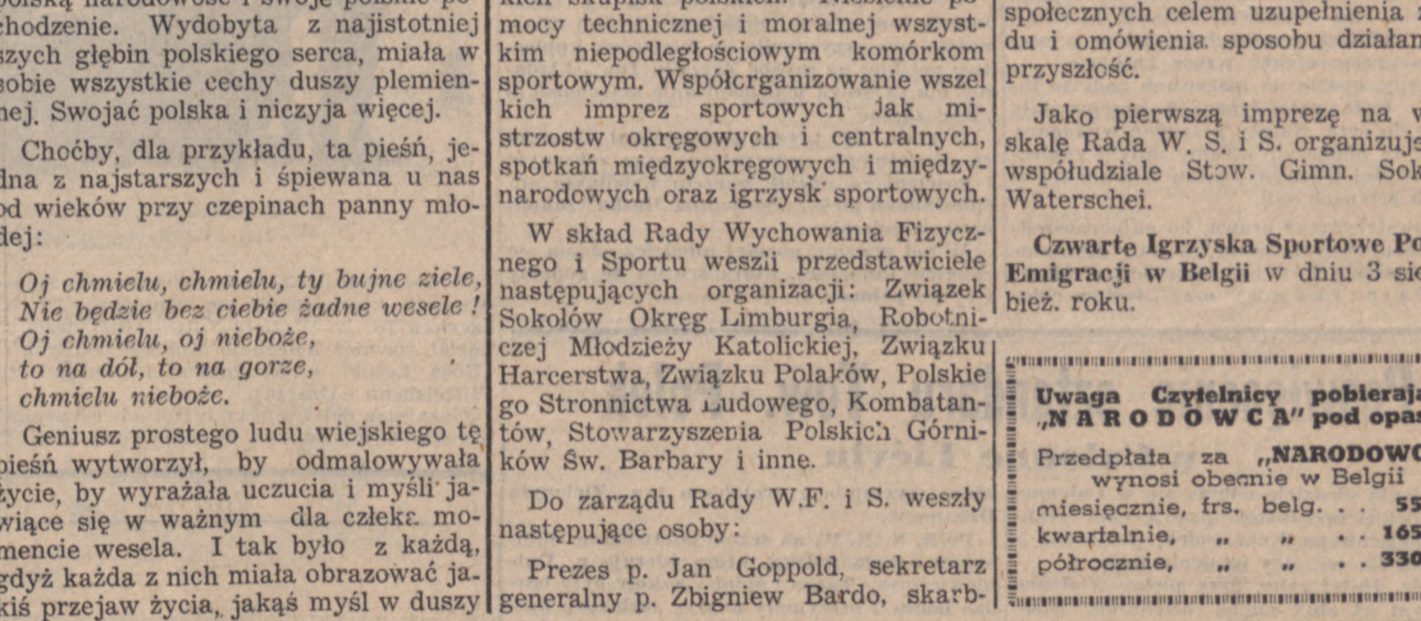 chodzenie. Wydobyta z najistotniej
szych głębin polskiego serca, miała w
sobie wszystkie cechy duszy plemien-
nej. Swojać polska i niczyja więcej.
Choćby, dla przykładu, ta pieśń, je-
dna z najstarszych i śpiewana u nas
od wieków przy czepinach panny mło-
dej:
Oj chmielu, chmielu, ty bujne ziele,
Nie będzie bez ciebie żadne wesele !
Oj chmielu, oj nieboże,
to na dół, to na gorze,
chmielu nieboże.
Geniusz prostego ludu wiejskiego tę
pieśń wytworzył, by odmalowywała
życie, by wyrażała uczucia i myśli ja-
wiące się w ważnym dla człeka mo-
mencie wesela. I tak było z każdą,
gdyż każda z nich miała obrazować ja-
kiś przejaw życia, jakąś myśl w duszy
mocy technicznej i moralnej wszyst-
kim niepodległościowym komórkom
sportowym. Współorganizowanie wszel
kich imprez sportowych jak mi-
strzostw okręgowych i centralnych,
spotkań międzyokręgowych i między-
narodowych oraz igrzysk sportowych.
W skład Rady Wychowania Fizycz-
nego i Sportu weszli przedstawiciele
następujących organizacji: Związek
Sokołów Okręg Limburgia, Robotni-
czej Młodzieży Katolickiej, Związku
Harcerstwa, Związku Polaków, Polskie
go Stronnictwa Ludowego, Kombatan-
tów, Stowarzyszenia Polskich Górni-
ków Św. Barbary i inne.
Do zarządu Rady W.F. i S. weszły
następujące osoby:
Prezes p. Jan Goppold, sekretarz
generalny p. Zbigniew Bardo, skarb-
społecznych celem uzupełnienia
du i omówienia sposobu działan
przyszłość.
Jako pierwszą imprezę na w
skalę Rada W. S. i S. organizuje
współudziale Stow. Gimn. Sok
Waterschei.
Czwarte Igrzyska Sportowe Po
Emigracji w Belgii w dniu 3 sie
bież. roku.
Uwaga Czytelnicy pobieraj
„NARODOWCA" pod opas
Przedpłata za „NARODOWC
wynosi obecnie w Belgii
miesięcznie, frs. belg. . . 55
kwartalnie, „ „ . . 165
półrocznie, „ „ . . 330